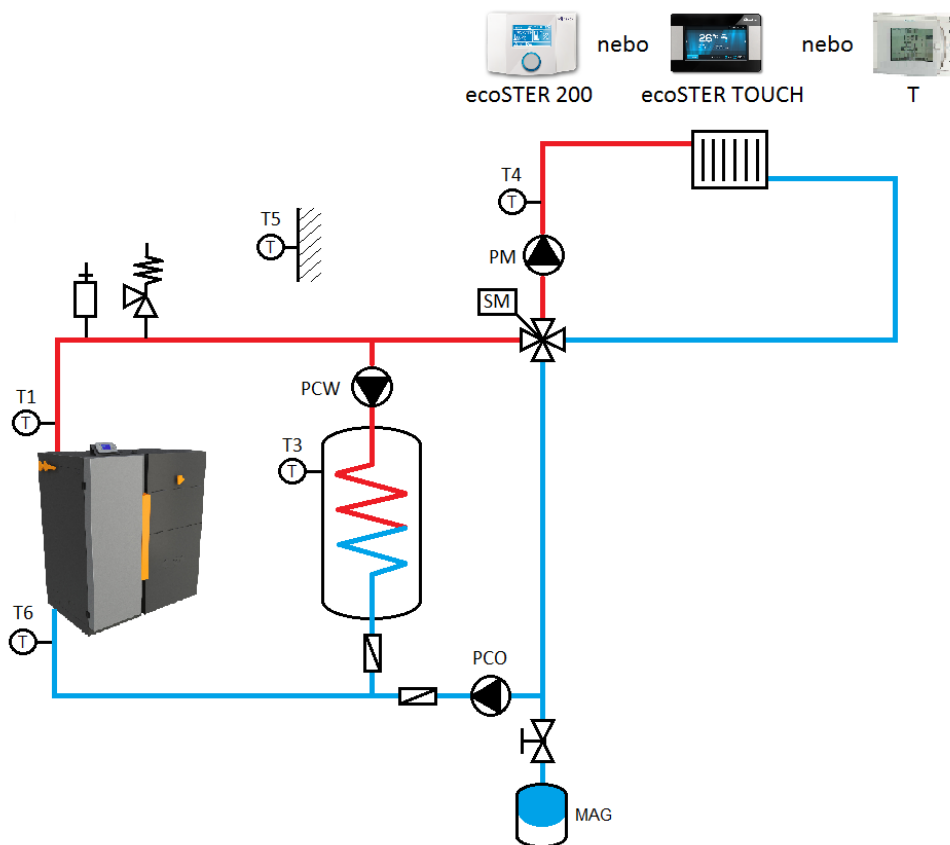 nebo
nebo
ecoSTER 200
ecoSTER TOUCH
T
T4
T
T5
T
PM
SM
T1
T
PCW
T3
T
T6
T
PCO
MAG